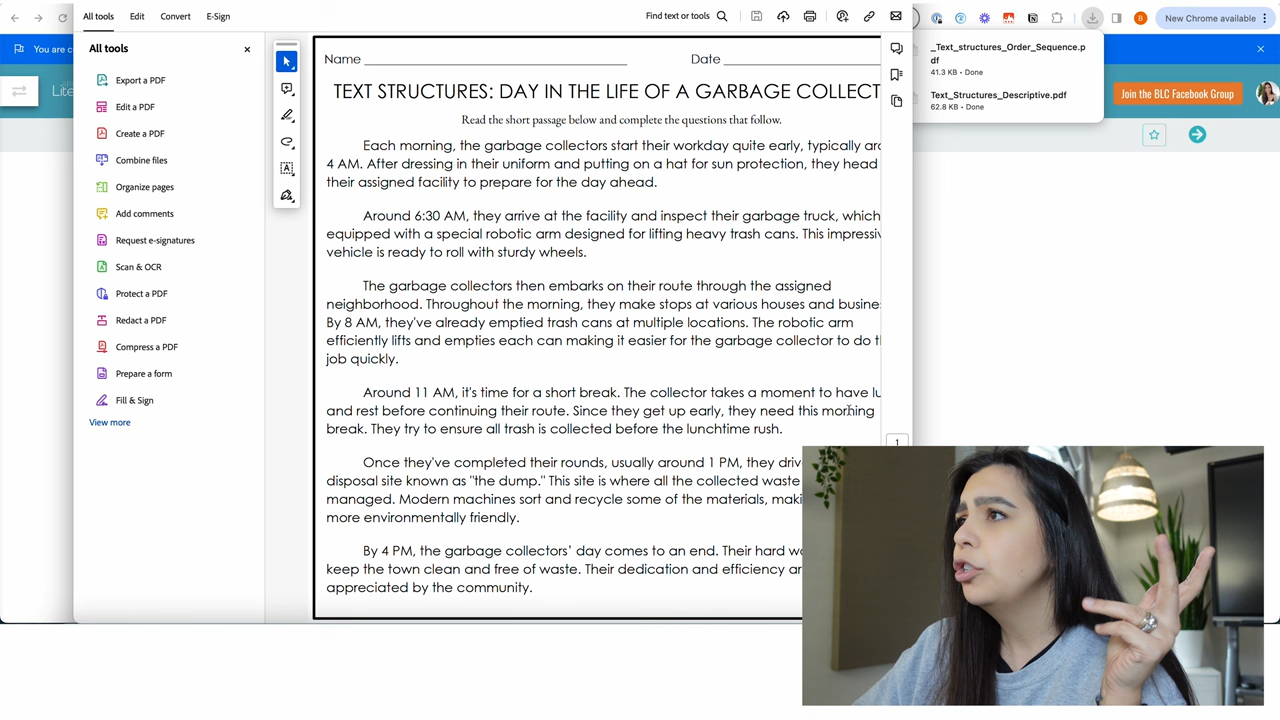 All tools Edit Convert E-Sign Find text or tools
New Chrome available
B
You are
Lite
All tools
Export a PDF
Edit a PDF
Create a PDF
Combine files
Organize pages
Add comments
Request e-signatures
Scan & OCR
Protect a PDF
Redact a PDF
Compress a PDF
Prepare a form
Fill & Sign
View more
Name Date
TEXT STRUCTURES: DAY IN THE LIFE OF A GARBAGE COLLECT
Read the short passage below and complete the questions that follow.
Each morning, the garbage collectors start their workday quite early, typically
4 AM. After dressing in their uniform and putting on a hat for sun protection, they head
their assigned facility to prepare for the day ahead.
Around 6:30 AM, they arrive at the facility and inspect their garbage truck, which
equipped with a special robotic arm designed for lifting heavy trash cans. This impressiv
vehicle is ready to roll with sturdy wheels.
The garbage collectors then embarks on their route through the assigned
neighborhood. Throughout the morning, they make stops at various houses and busine
By 8 AM, they've already emptied trash cans at multiple locations. The robotic arm
efficiently lifts and empties each can making it easier for the garbage collector to do t
job quickly.
Around 11 AM, it's time for a short break. The collector takes a moment to have lu
and rest before continuing their route. Since they get up early, they need this morning
break. They try to ensure all trash is collected before the lunchtime rush.
Once they've completed their rounds, usually around 1 PM, they driv
disposal site known as "the dump." This site is where all the collected waste
managed. Modern machines sort and recycle some of the materials, maki
more environmentally friendly.
By 4 PM, the garbage collectors' day comes to an end. Their hard w
keep the town clean and free of waste. Their dedication and efficiency ar
appreciated by the community.
1
_Text_structures_Order_Sequence.p
df
41.3 KB • Done
Text_Structures_Descriptive.pdf
62.8 KB • Done
Join the BLC Facebook Group